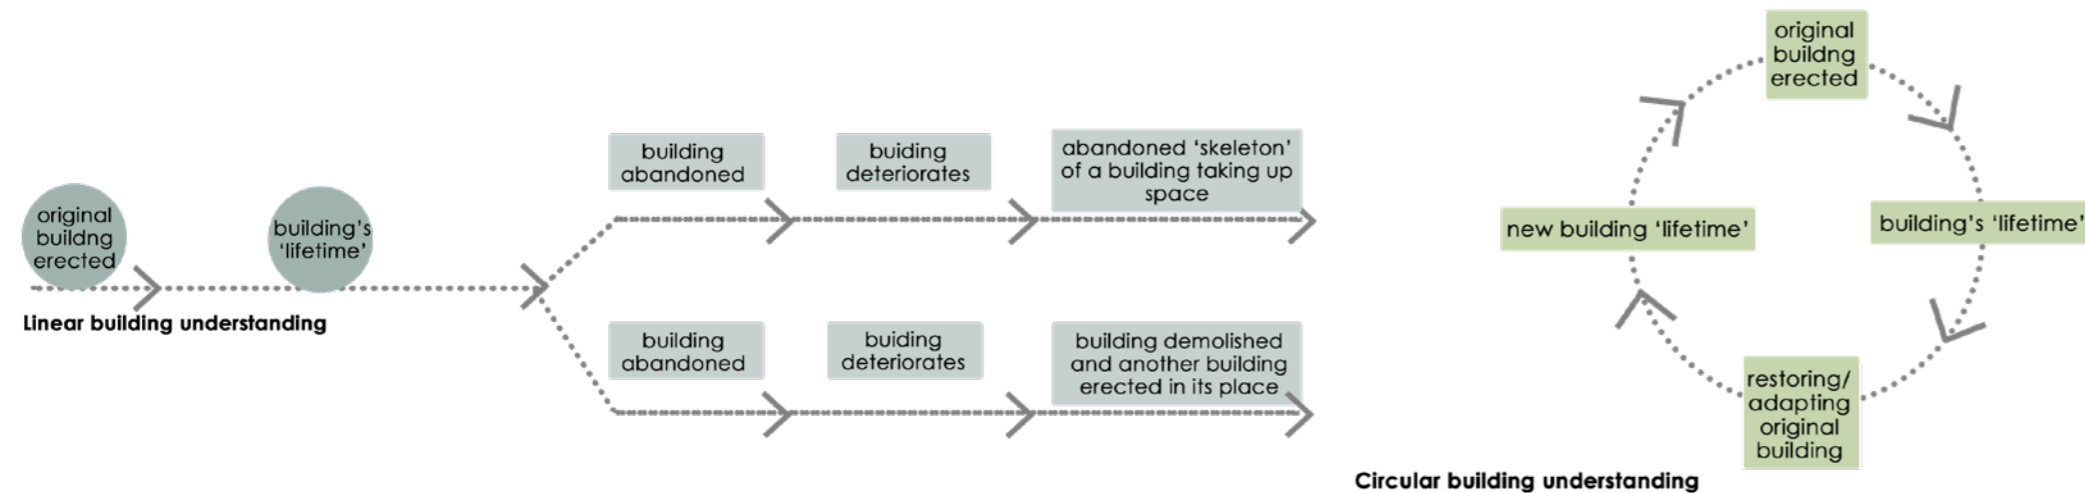 original
buildng
erected
building's
'lifetime'
Linear building understanding
building
abandoned
buiding
deteriorates
abandoned 'skeleton'
of a building taking up
space
building
abandoned
buiding
deteriorates
building demolished
and another building
erected in its place
original
buildng
erected
building's 'lifetime'
restoring/
adapting
original
building
new building 'lifetime'
Circular building understanding